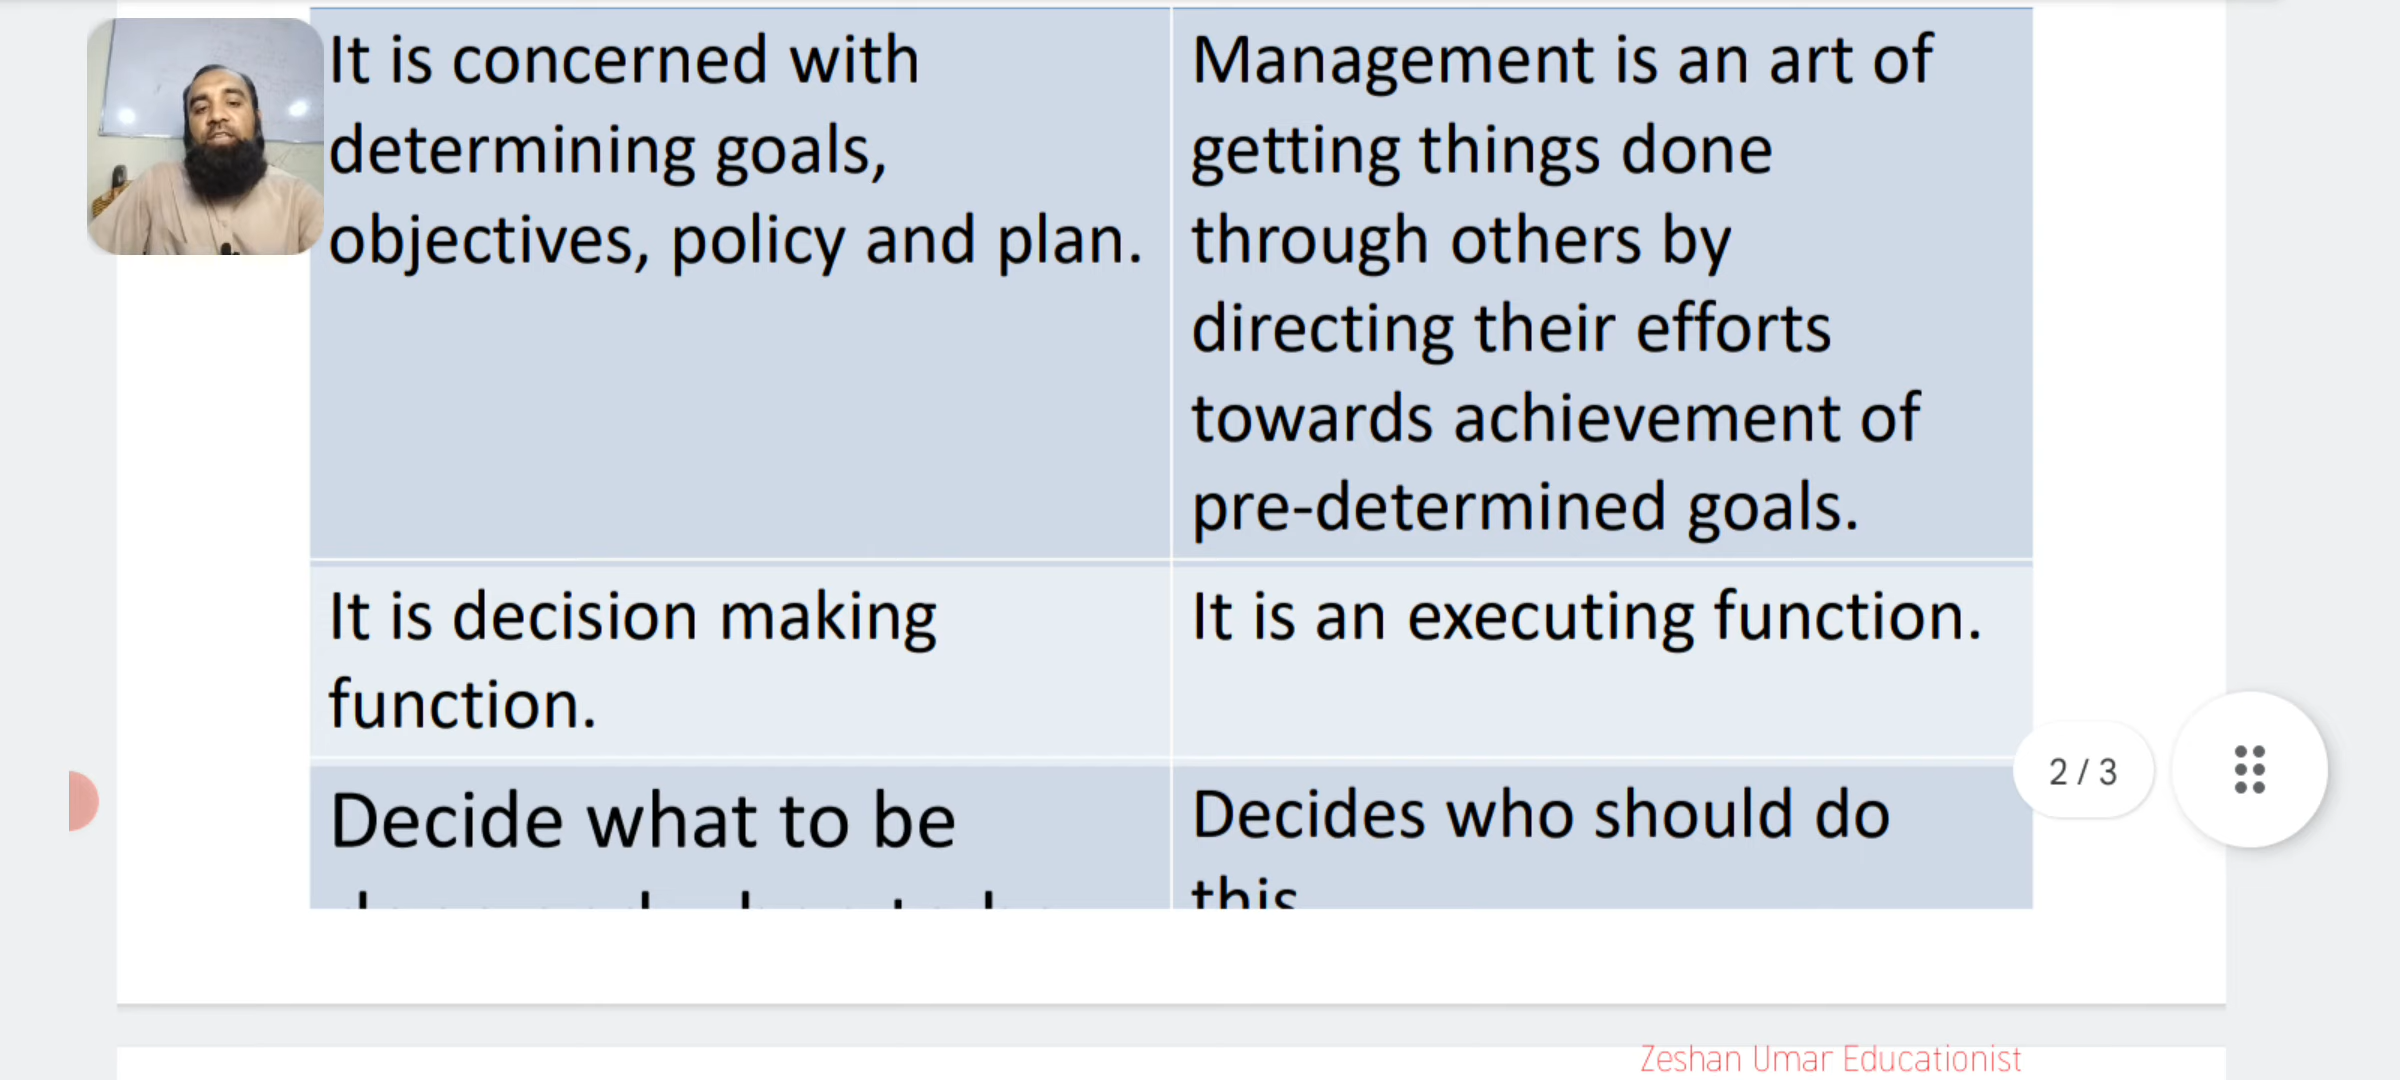 It is concerned with
determining goals,
objectives, policy and plan.
Management is an art of
getting things done
through others by
directing their efforts
towards achievement of
pre-determined goals.
It is decision making
function.
It is an executing function.
Decide what to be
Decides who should do
this
2 / 3
Zeshan Umar Educationist